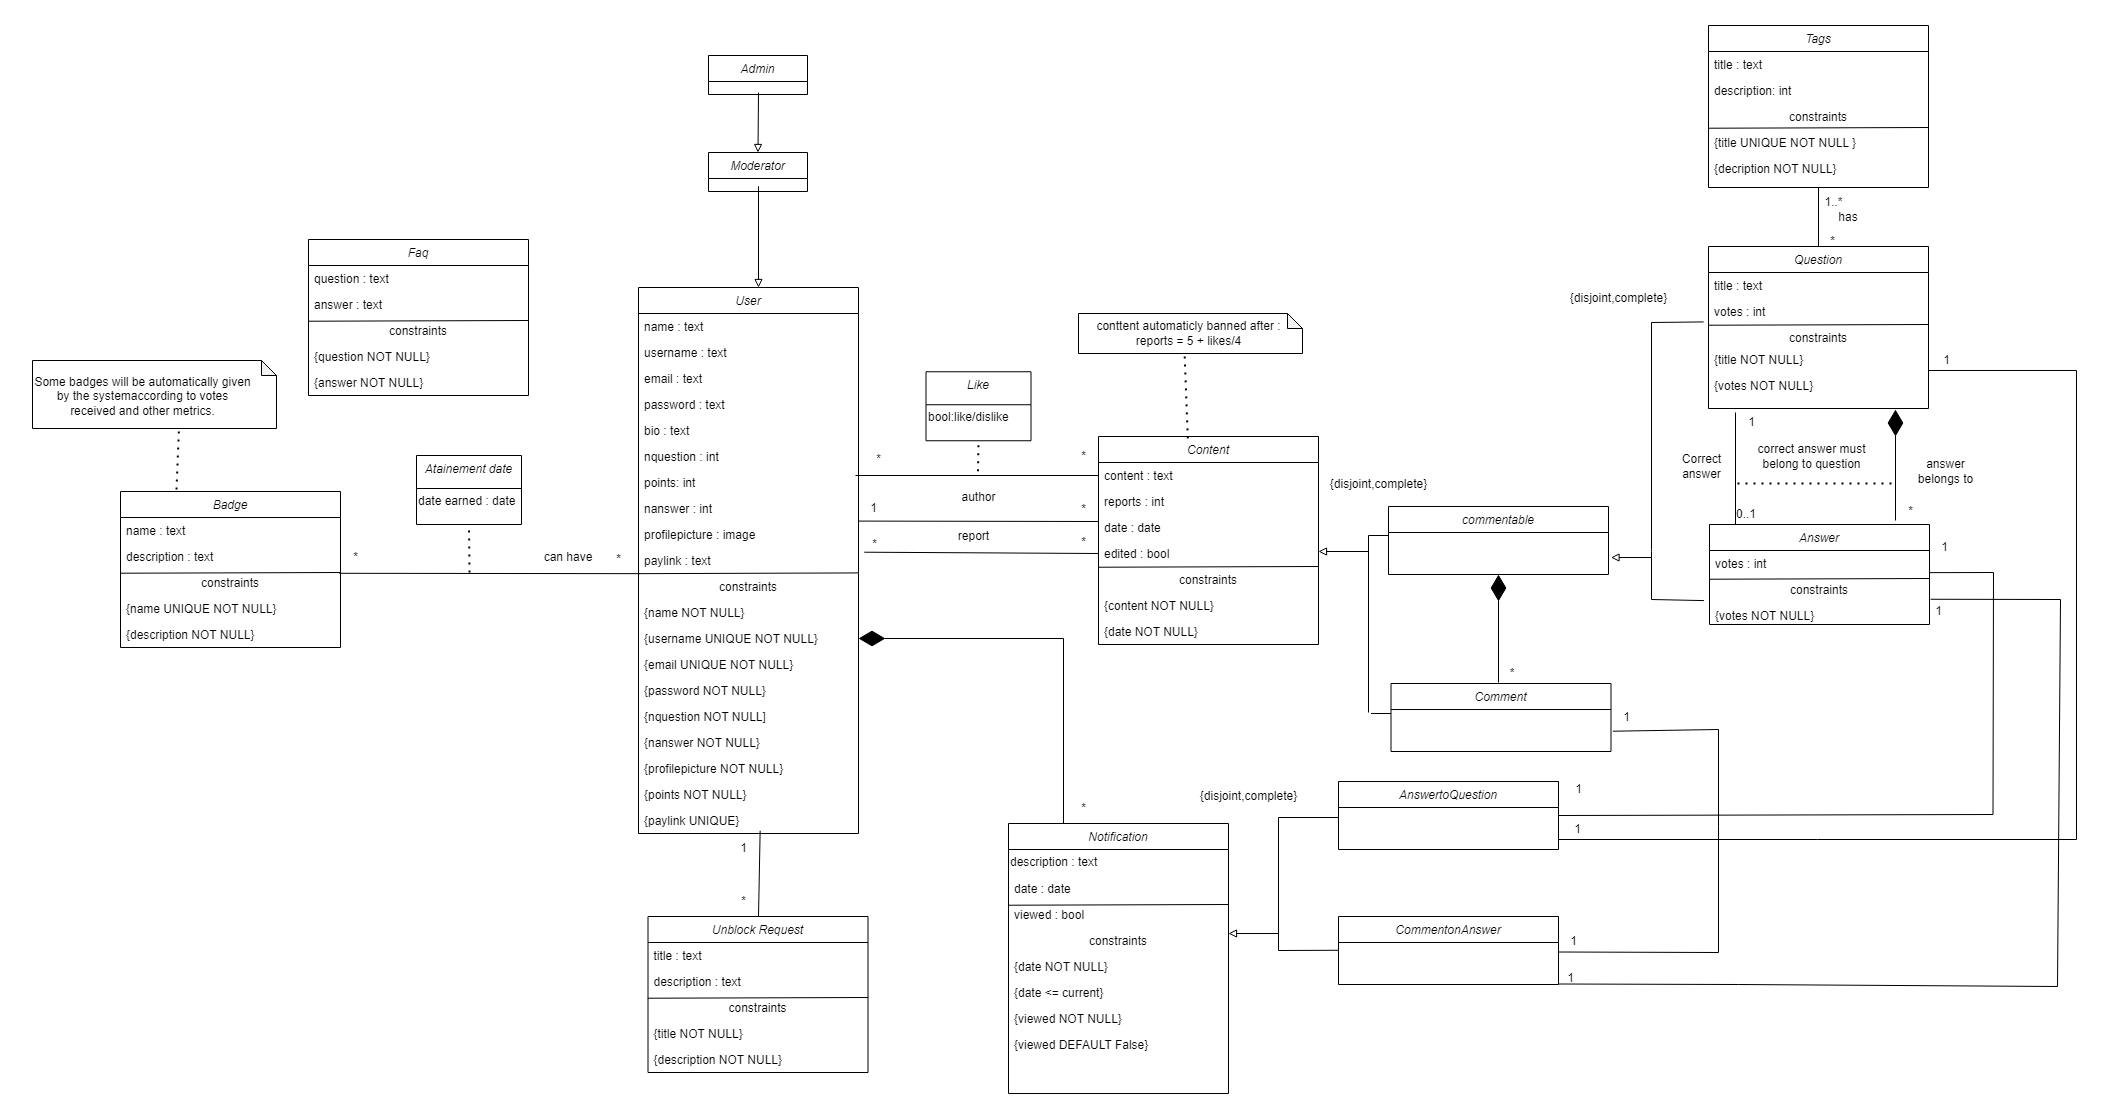 Admin
Moderator
Faq
question : text
answer : text
constraints
{question NOT NULL}
{answer NOT NULL}
Some badges will be automatically given
by the systemaccording to votes
received and other metrics.
Badge
name : text
description : text
constraints
{name UNIQUE NOT NULL}
{description NOT NULL}
Atainement date
date earned : date
*
can have
*
User
name : text
username : text
email : text
password : text
bio : text
nquestion : int
points: int
nanswer : int
profilepicture : image
paylink : text
constraints
{name NOT NULL}
{username UNIQUE NOT NULL}
{email UNIQUE NOT NULL}
{password NOT NULL}
{nquestion NOT NULL]
{nanswer NOT NULL}
{profilepicture NOT NULL}
{points NOT NULL}
{paylink UNIQUE}
1
*
Unblock Request
title : text
description : text
constraints
{title NOT NULL}
{description NOT NULL}
Like
bool:like/dislike
*
*
author
1
*
report
*
*
conttent automaticly banned after :
reports = 5 + likes/4
Content
content : text
reports : int
date : date
edited : bool
constraints
{content NOT NULL}
{date NOT NULL}
{disjoint,complete}
commentable
*
Comment
1
{disjoint,complete}
Tags
title : text
description: int
constraints
{title UNIQUE NOT NULL }
{decription NOT NULL}
1..*
has
*
Question
title : text
votes : int
constraints
{title NOT NULL}
{votes NOT NULL}
1
1
Correct
answer
correct answer must
belong to question
answer
belongs to
0..1
*
Answer
votes : int
constraints
{votes NOT NULL}
1
1
*
Notification
description : text
date : date
viewed : bool
constraints
{date NOT NULL}
{date <= current}
{viewed NOT NULL}
{viewed DEFAULT False}
{disjoint,complete}
AnswertoQuestion
1
1
CommentonAnswer
1
1